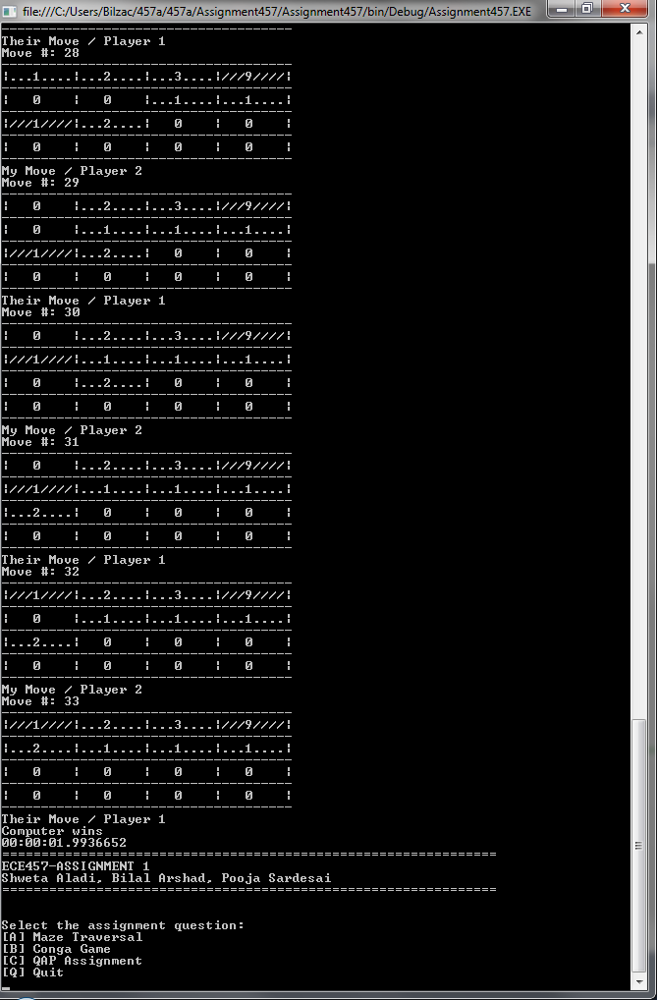 file:///C:/Users/Bilzac/457a/457a/Assignment457/Assignment457/bin/Debug/Assignment457.EXE
Their Move / Player 1
Move #: 28
|...1....|...2....|...3....|///9////|
|   0    |   0    |...1....|...1....|
|///1////|...2....|   0    |   0    |
|   0    |   0    |   0    |   0    |
My Move / Player 2
Move #: 29
|   0    |...2....|...3....|///9////|
|   0    |...1....|...1....|...1....|
|///1////|...2....|   0    |   0    |
|   0    |   0    |   0    |   0    |
Their Move / Player 1
Move #: 30
|   0    |...2....|...3....|///9////|
|///1////|...1....|...1....|...1....|
|   0    |...2....|   0    |   0    |
|   0    |   0    |   0    |   0    |
My Move / Player 2
Move #: 31
|   0    |...2....|...3....|///9////|
|///1////|...1....|...1....|...1....|
|...2....|   0    |   0    |   0    |
|   0    |   0    |   0    |   0    |
Their Move / Player 1
Move #: 32
|///1////|...2....|...3....|///9////|
|   0    |...1....|...1....|...1....|
|...2....|   0    |   0    |   0    |
|   0    |   0    |   0    |   0    |
My Move / Player 2
Move #: 33
|///1////|...2....|...3....|///9////|
|...2....|...1....|...1....|...1....|
|   0    |   0    |   0    |   0    |
|   0    |   0    |   0    |   0    |
Their Move / Player 1
Computer wins
00:00:01.9936652
===============================================================
ECE457-ASSIGNMENT 1
Shweta Aladi, Bilal Arshad, Pooja Sardesai
===============================================================
Select the assignment question:
[A] Maze Traversal
[B] Conga Game
[C] QAP Assignment
[Q] Quit